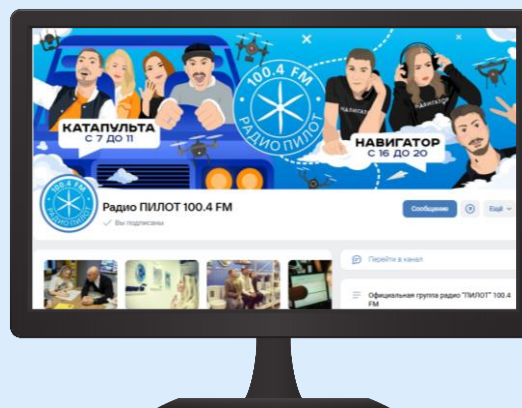 100.4 FM
РАДИО ПИЛОТ
КАТАПУЛЬТА
С 7 ДО 11
НАВИГАТОР
С 16 ДО 20
100.4 FM
РАДИО ПИЛОТ
Радио ПИЛОТ 100.4 FM
Вы подписаны
Сообщение
Ещё
Перейти в канал
Официальная группа радио "ПИЛОТ" 100.4
FM